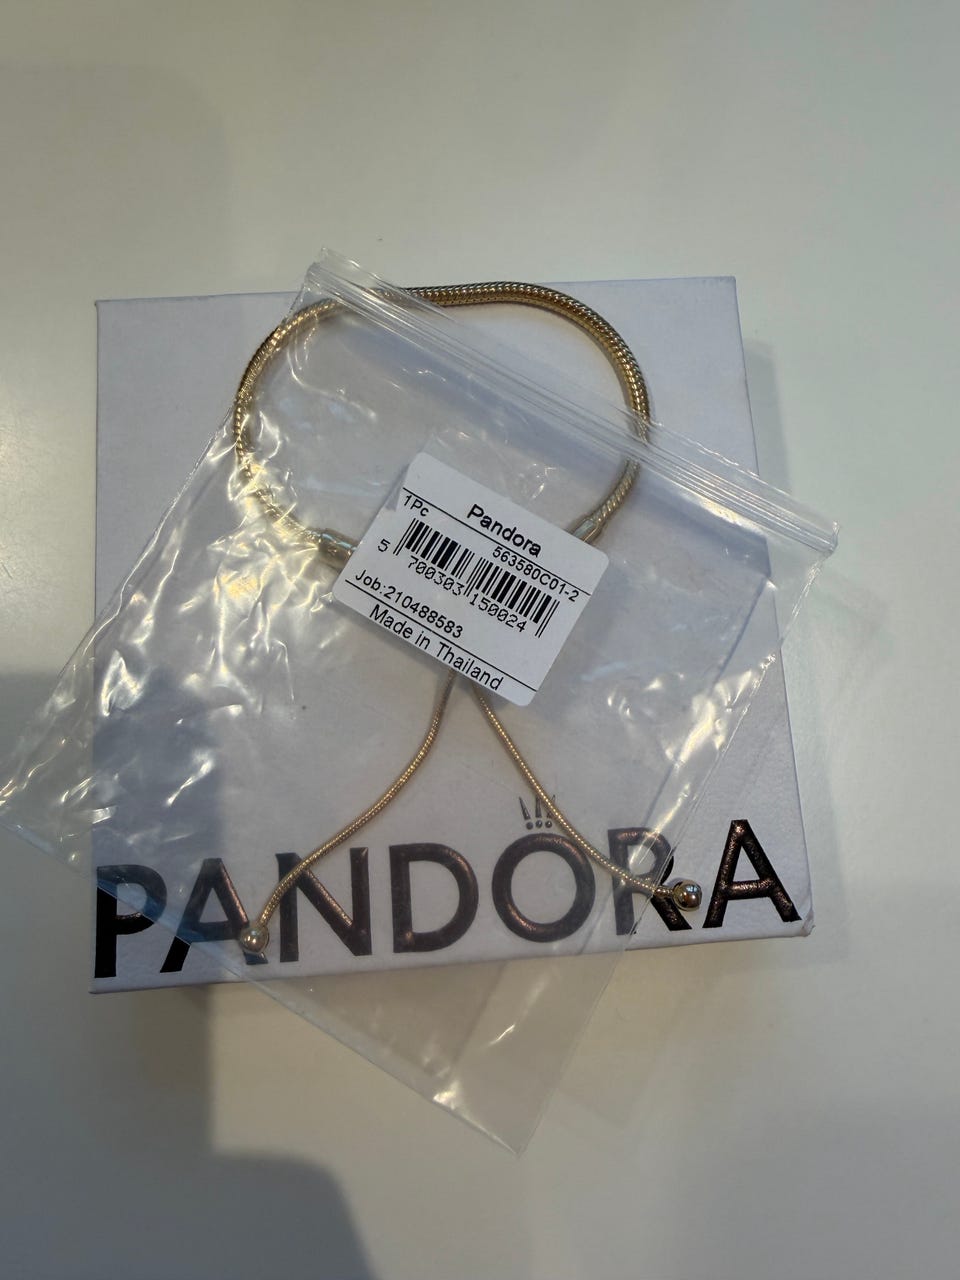 Pandora
1Pc 563580C01-2
5 700303 150024
Job:210488583
Made in Thailand
PANDORA